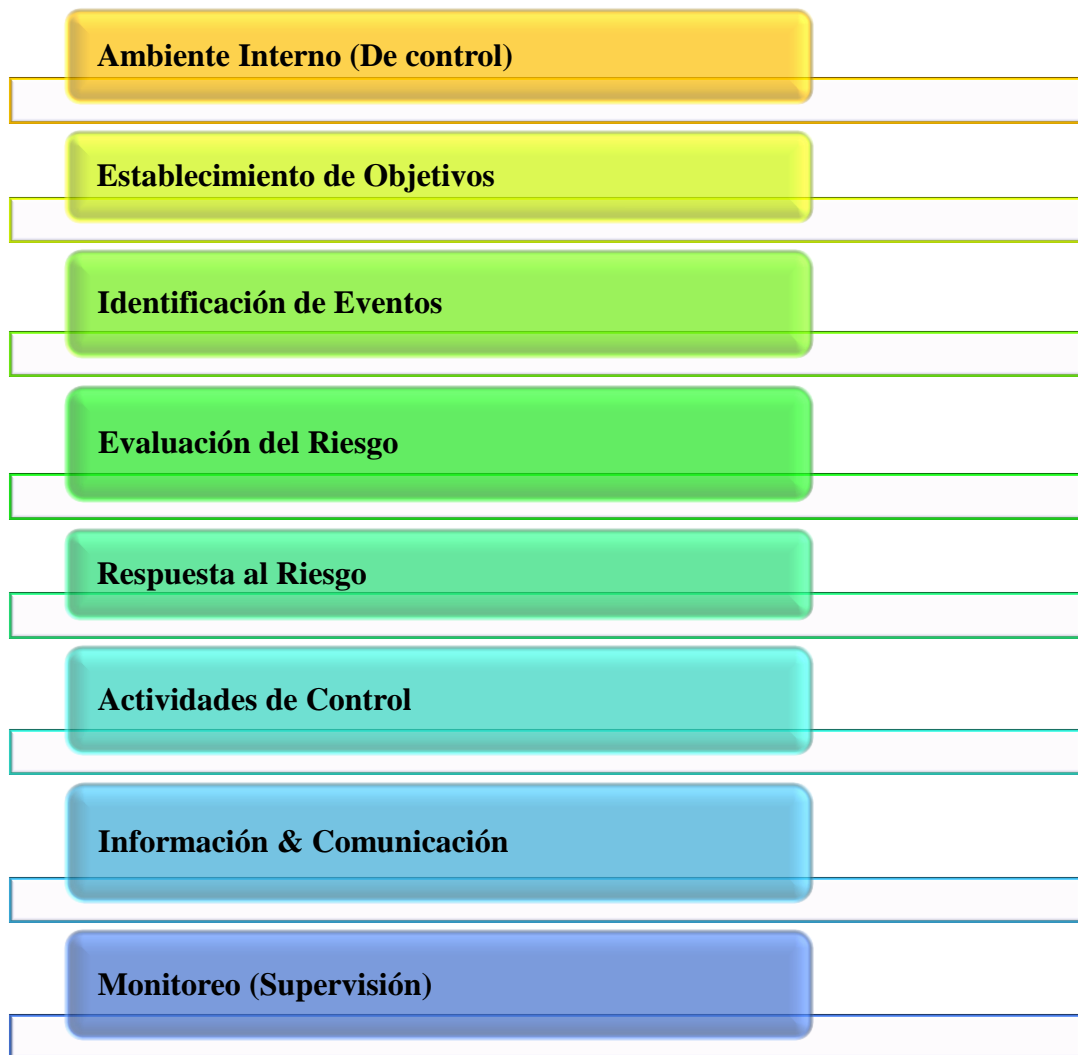 Ambiente Interno (De control)
Establecimiento de Objetivos
Identificación de Eventos
Evaluación del Riesgo
Respuesta al Riesgo
Actividades de Control
Información & Comunicación
Monitoreo (Supervisión)